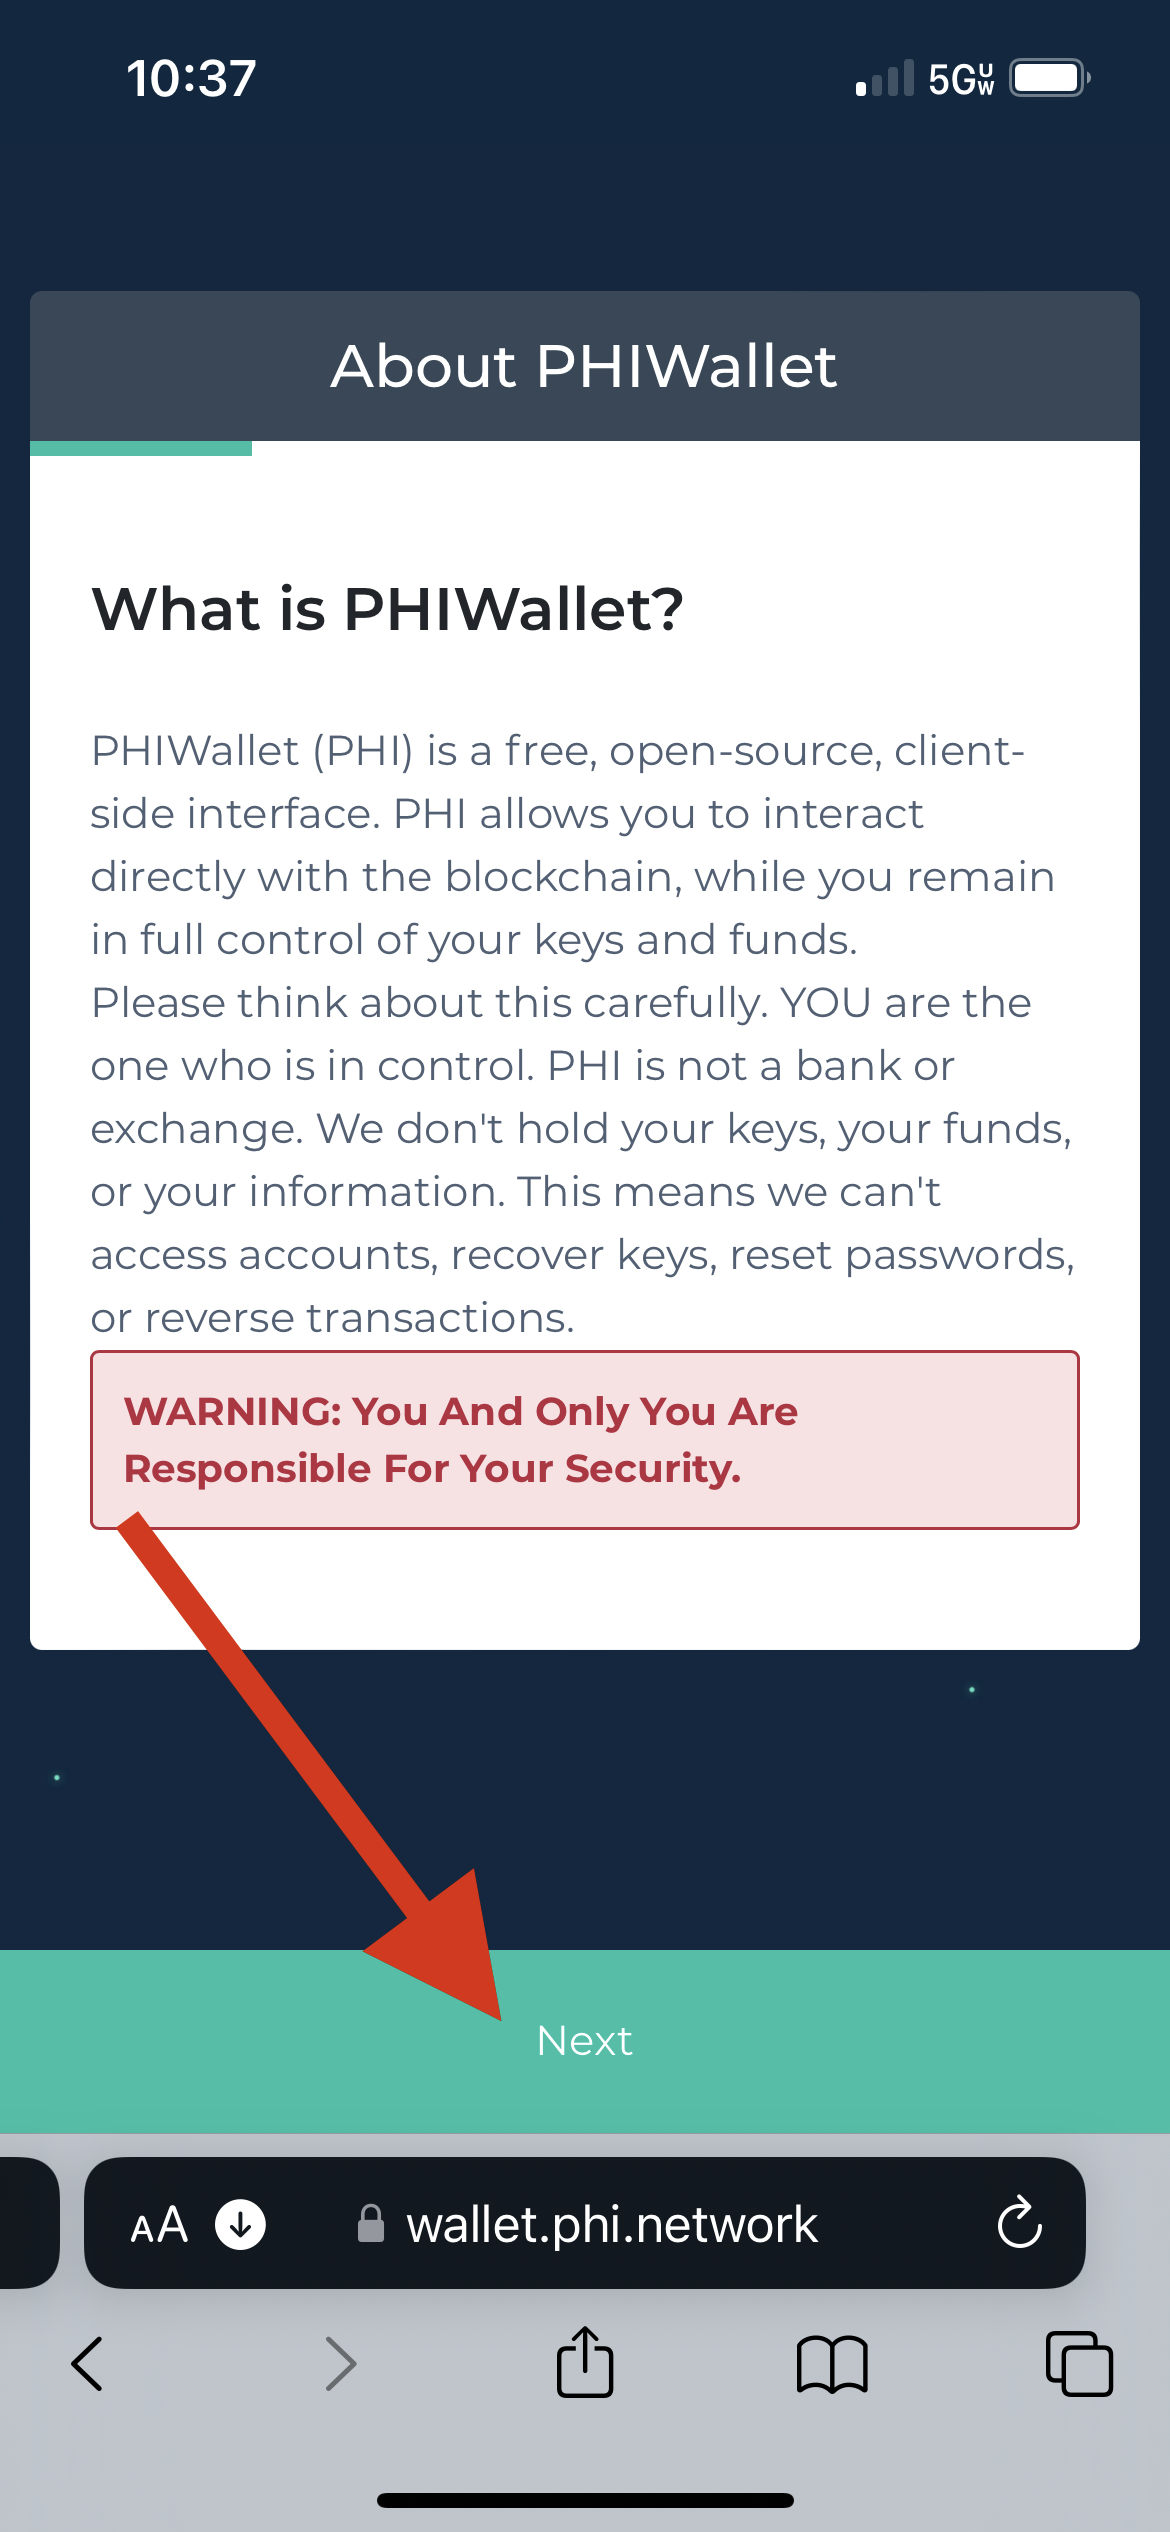 10:37
5GUW
About PHIWallet
What is PHIWallet?
PHIWallet (PHI) is a free, open-source, client-
side interface. PHI allows you to interact
directly with the blockchain, while you remain
in full control of your keys and funds.
Please think about this carefully. YOU are the
one who is in control. PHI is not a bank or
exchange. We don't hold your keys, your funds,
or your information. This means we can't
access accounts, recover keys, reset passwords,
or reverse transactions.
WARNING: You And Only You Are
Responsible For Your Security.
Next
AA
wallet.phi.network